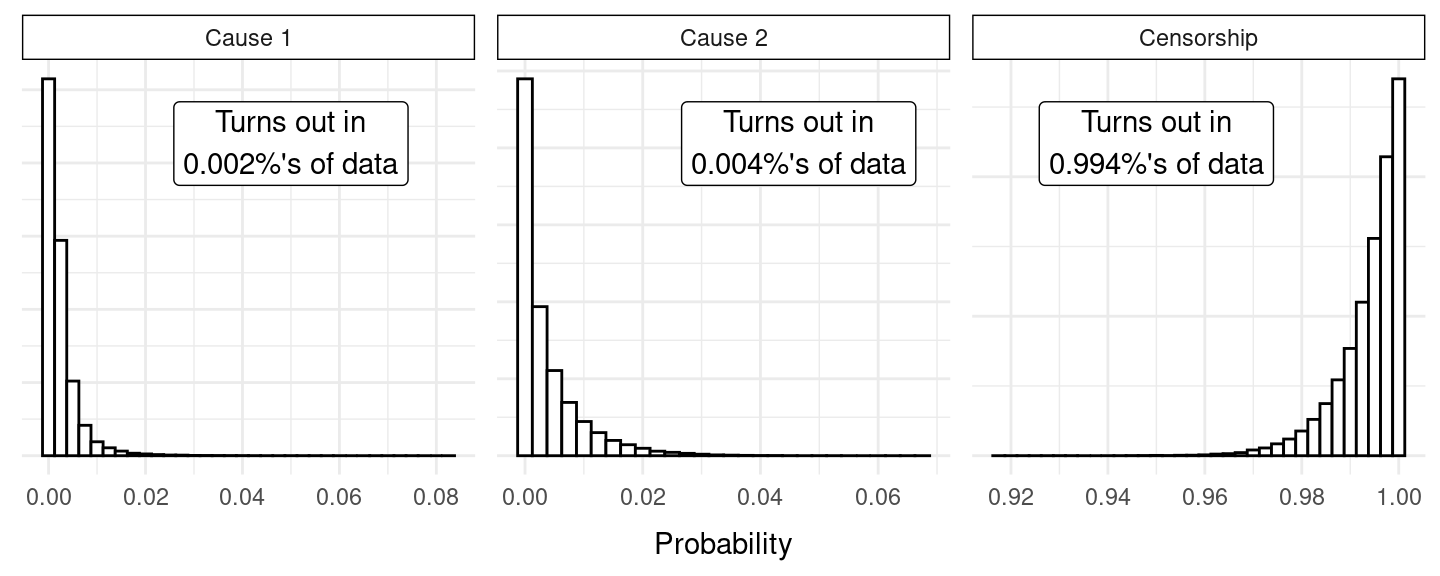 Cause 1
Cause 2
Censorship
Turns out in
0.002%'s of data
Turns out in
0.004%'s of data
Turns out in
0.994%'s of data
0.00 0.02 0.04 0.06 0.08
0.00 0.02 0.04 0.06
0.92 0.94 0.96 0.98 1.00
Probability